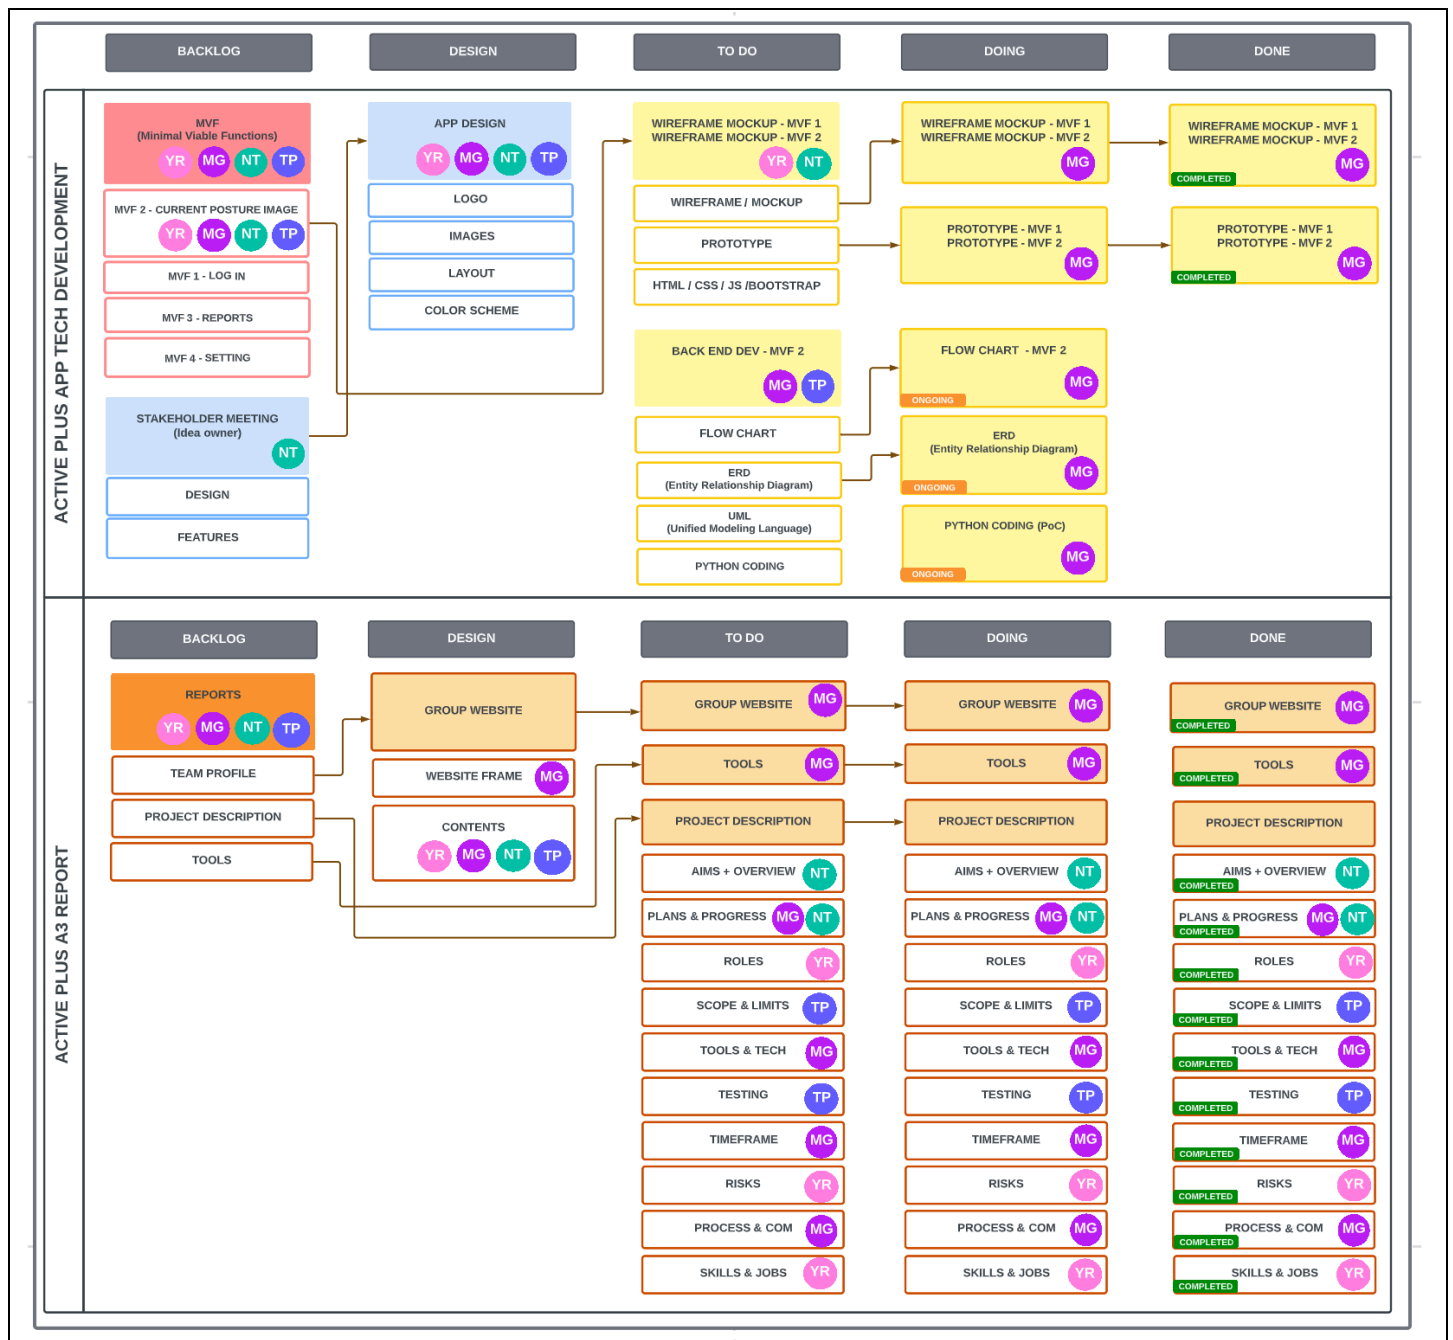 BACKLOG
DESIGN
TO DO
DOING
DONE
ACTIVE PLUS APP TECH DEVELOPMENT
MVF
(Minimal Viable Functions)
YR MG NT TP
MVF 2 - CURRENT POSTURE IMAGE
YR MG NT TP
MVF 1 - LOG IN
MVF 3 - REPORTS
MVF 4 - SETTING
STAKEHOLDER MEETING
(Idea owner)
NT
DESIGN
FEATURES
APP DESIGN
YR MG NT TP
LOGO
IMAGES
LAYOUT
COLOR SCHEME
WIREFRAME MOCKUP - MVF 1
WIREFRAME MOCKUP - MVF 2
YR NT
WIREFRAME / MOCKUP
PROTOTYPE
HTML / CSS / JS /BOOTSTRAP
BACK END DEV - MVF 2
MG TP
FLOW CHART
ERD
(Entity Relationship Diagram)
UML
(Unified Modeling Language)
PYTHON CODING
WIREFRAME MOCKUP - MVF 1
WIREFRAME MOCKUP - MVF 2
MG
PROTOTYPE - MVF 1
PROTOTYPE - MVF 2
MG
FLOW CHART - MVF 2
MG
ONGOING
ERD
(Entity Relationship Diagram)
MG
ONGOING
PYTHON CODING (PoC)
MG
ONGOING
WIREFRAME MOCKUP - MVF 1
WIREFRAME MOCKUP - MVF 2
MG
COMPLETED
PROTOTYPE - MVF 1
PROTOTYPE - MVF 2
MG
COMPLETED
ACTIVE PLUS A3 REPORT
BACKLOG
DESIGN
TO DO
DOING
DONE
REPORTS
YR MG NT TP
TEAM PROFILE
PROJECT DESCRIPTION
TOOLS
GROUP WEBSITE
WEBSITE FRAME MG
CONTENTS
YR MG NT TP
GROUP WEBSITE MG
TOOLS MG
PROJECT DESCRIPTION
AIMS + OVERVIEW NT
PLANS & PROGRESS MG NT
ROLES YR
SCOPE & LIMITS TP
TOOLS & TECH MG
TESTING TP
TIMEFRAME MG
RISKS YR
PROCESS & COM MG
SKILLS & JOBS YR
GROUP WEBSITE MG
TOOLS MG
PROJECT DESCRIPTION
AIMS + OVERVIEW NT
PLANS & PROGRESS MG NT
ROLES YR
SCOPE & LIMITS TP
TOOLS & TECH MG
TESTING TP
TIMEFRAME MG
RISKS YR
PROCESS & COM MG
SKILLS & JOBS YR
GROUP WEBSITE MG
COMPLETED
TOOLS MG
COMPLETED
PROJECT DESCRIPTION
AIMS + OVERVIEW NT
COMPLETED
PLANS & PROGRESS MG NT
COMPLETED
ROLES YR
COMPLETED
SCOPE & LIMITS TP
COMPLETED
TOOLS & TECH MG
COMPLETED
TESTING TP
COMPLETED
TIMEFRAME MG
COMPLETED
RISKS YR
COMPLETED
PROCESS & COM MG
COMPLETED
SKILLS & JOBS YR
COMPLETED